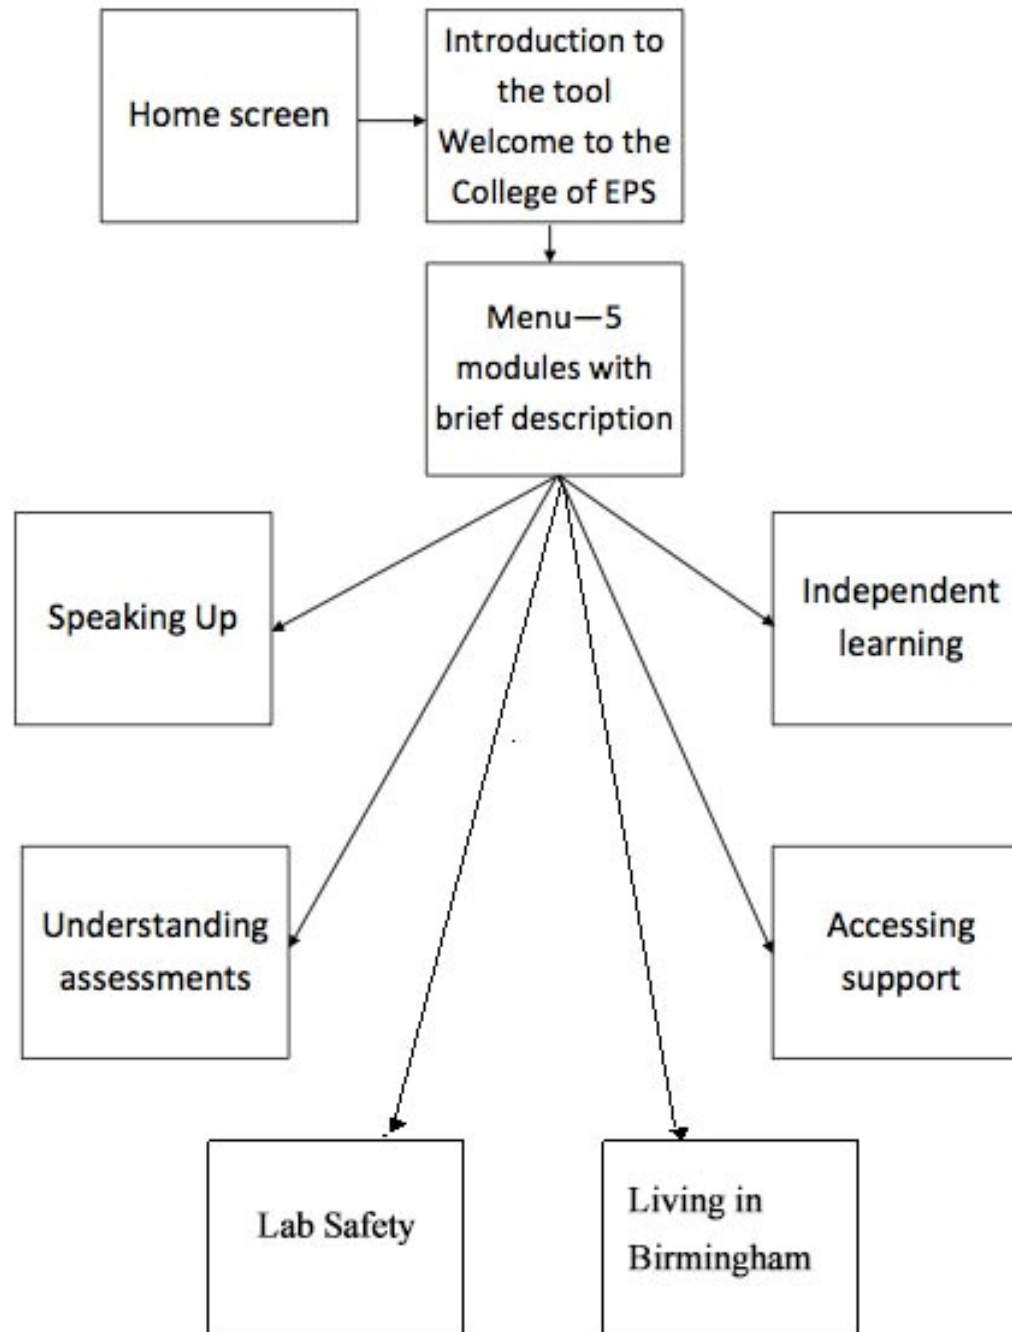 Home screen
Introduction to
the tool
Welcome to the
College of EPS
Menu—5
modules with
brief description
Speaking Up
Independent
learning
Understanding
assessments
Accessing
support
Lab Safety
Living in
Birmingham